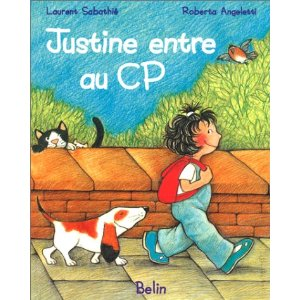 Laurent Sabathié Roberta Angeletti
Justine entre
au CP
Belin